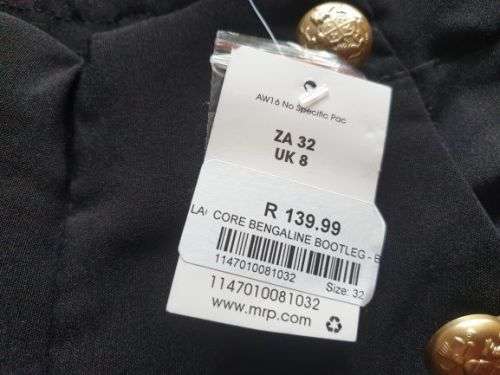 AW16 No Specific Pac
ZA 32
UK 8
R 139.99
CORE BENGALINE BOOTLEG -
1147010081032
Size: 32
1147010081032
www.mrp.com